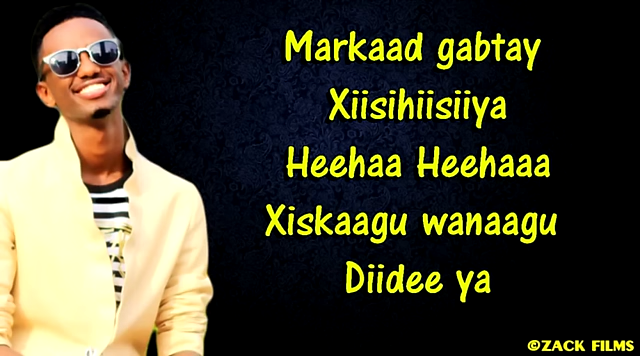 Markaad gabtay
Xiisihiisiiya
Heehaa Heehaaa
Xiskaagu wanaagu
Diidee ya
©ZACK FILMS